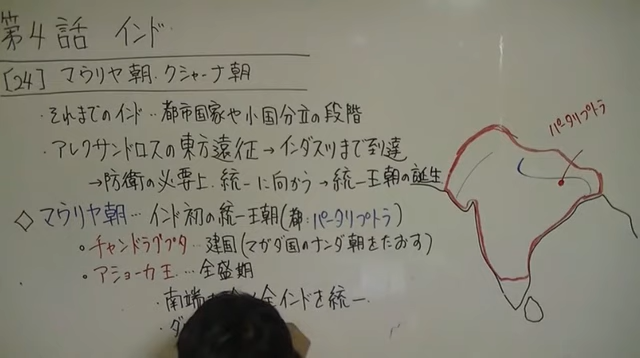 第4話 インド
[24] マウリヤ朝・クシャーナ朝
・それまでのインド…都市国家や小国分立の段階
・アレクサンドロスの東方遠征→インダスツまで到達
→防衛の必要上、統一に向かう→統一王朝の誕生
◇マウリヤ朝…インド初の統一王朝(都:パータリプトラ)
○チャンドラグプタ…建国(マガダ国のナンダ朝をたおす)
○アショーカ王…全盛期
・南端 全インドを統一
・ダ
パータリプトラ